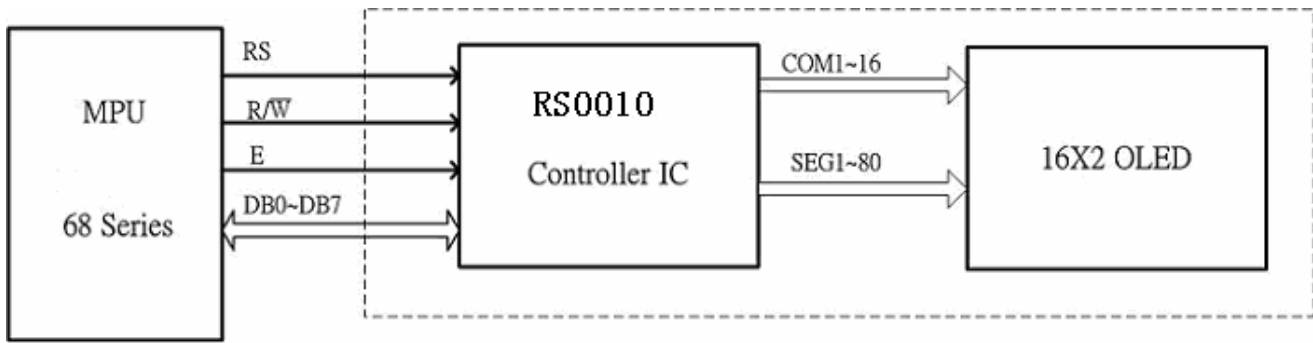 MPU
68 Series
RS
R/W̅
E
DB0~DB7
RS0010
Controller IC
COM1~16
SEG1~80
16X2 OLED